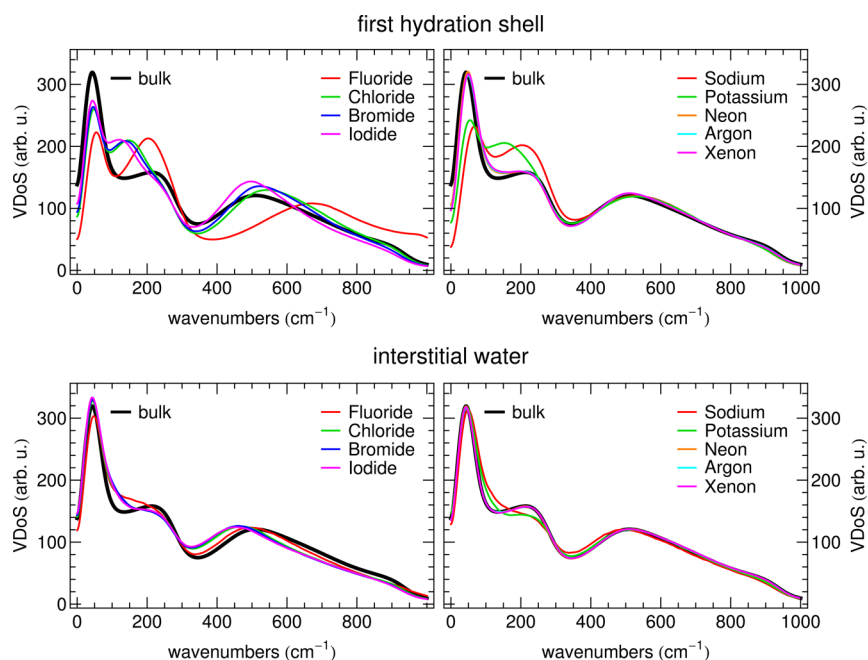 first hydration shell
VDoS (arb. u.)
300
200
100
0
bulk
Fluoride
Chloride
Bromide
Iodide
0 200 400 600 800
wavenumbers (cm⁻¹)
bulk
Sodium
Potassium
Neon
Argon
Xenon
300
200
100
0
VDoS (arb. u.)
0 200 400 600 800 1000
wavenumbers (cm⁻¹)
interstitial water
VDoS (arb. u.)
300
200
100
0
bulk
Fluoride
Chloride
Bromide
Iodide
0 200 400 600 800
wavenumbers (cm⁻¹)
bulk
Sodium
Potassium
Neon
Argon
Xenon
300
200
100
0
VDoS (arb. u.)
0 200 400 600 800 1000
wavenumbers (cm⁻¹)